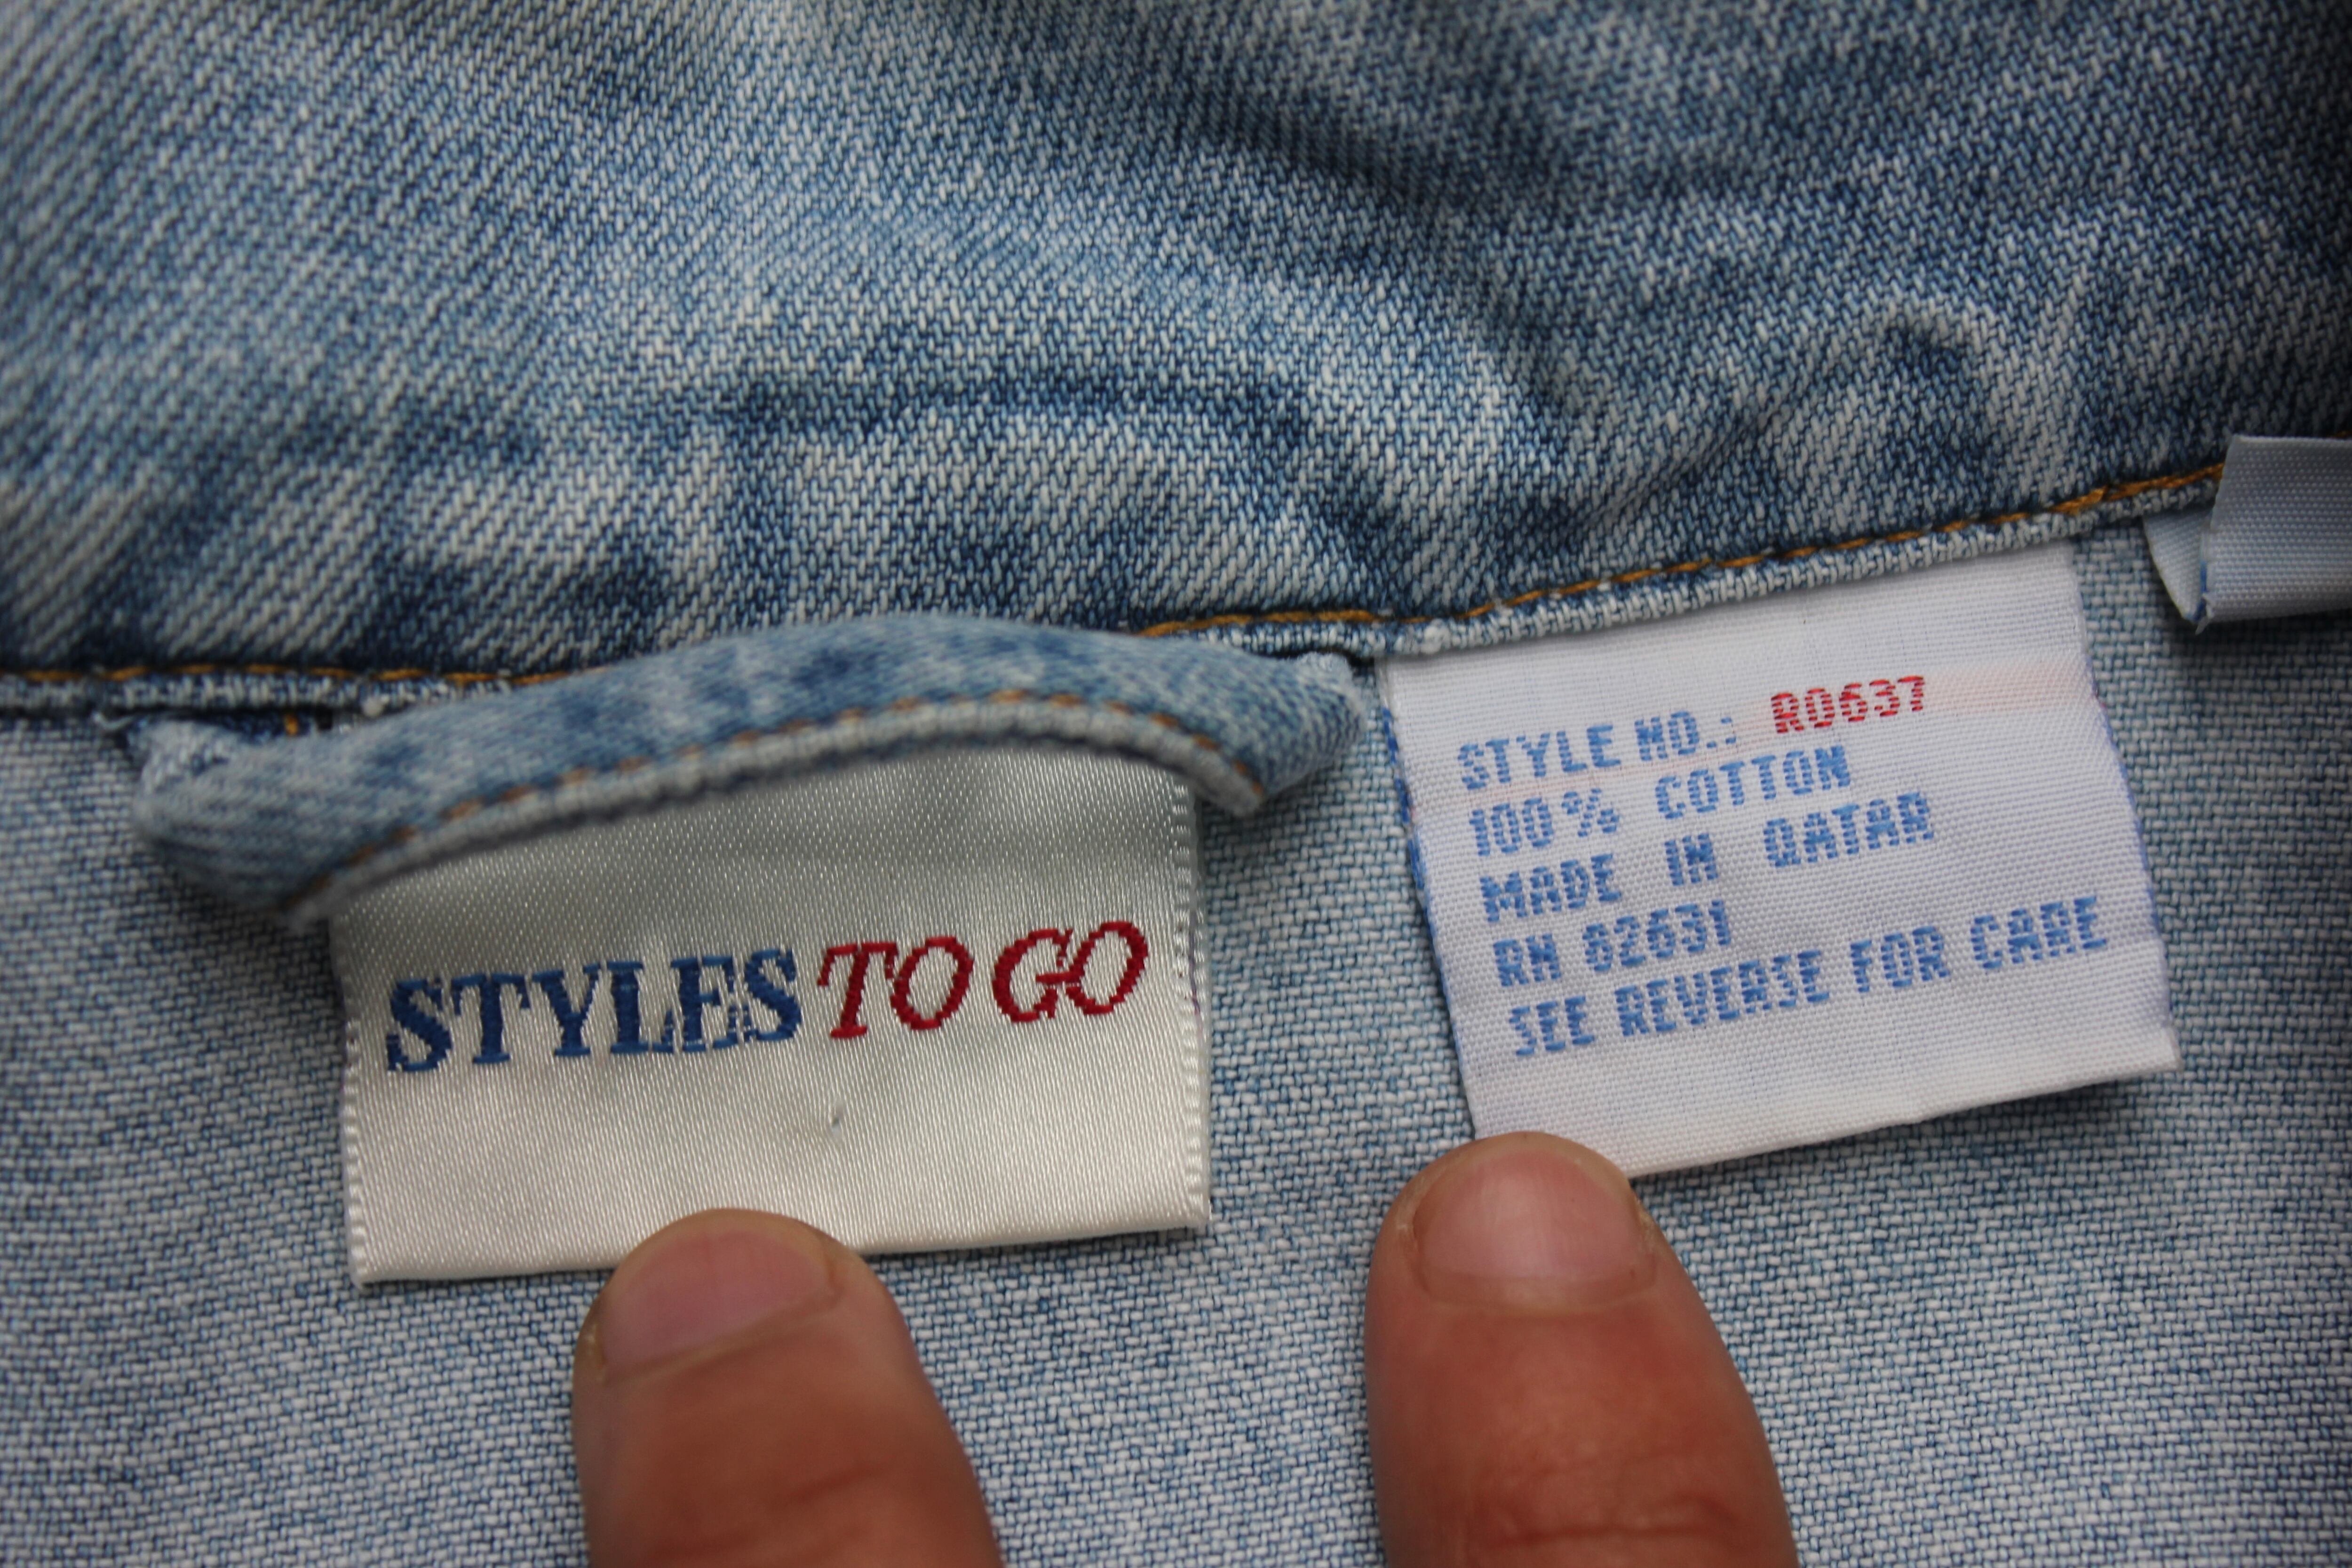 STYLES TO GO
STYLE NO.: R0637
100% COTTON
MADE IN QATAR
RN 82631
SEE REVERSE FOR CARE